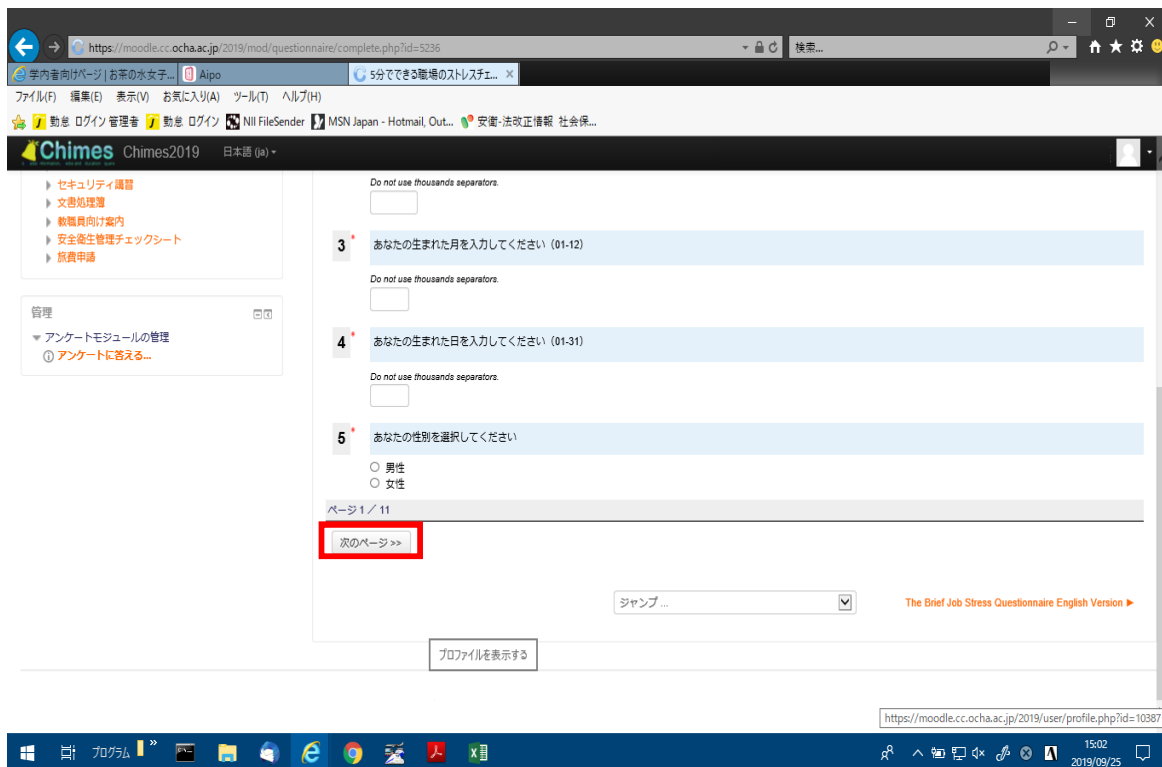 https://moodle.cc.ocha.ac.jp/2019/mod/questionnaire/complete.php?id=5236
検索...
学内者向けページ | お茶の水女子...
Aipo
5分でできる職場のストレスチェ...
ファイル(F) 編集(E) 表示(V) お気に入り(A) ツール(T) ヘルプ(H)
勤怠 ログイン 管理者 勤怠 ログイン NII FileSender MSN Japan - Hotmail, Out... 安衛-法改正情報 社会保...
Chimes Chimes2019 日本語 (ja)
セキュリティ講習
文書処理簿
教職員向け案内
安全衛生管理チェックシート
旅費申請
管理
アンケートモジュールの管理
アンケートに答える...
Do not use thousands separators.
3 * あなたの生まれた月を入力してください (01-12)
Do not use thousands separators.
4 * あなたの生まれた日を入力してください (01-31)
Do not use thousands separators.
5 * あなたの性別を選択してください
男性
女性
ページ 1 / 11
次のページ >>
ジャンプ ...
The Brief Job Stress Questionnaire English Version ►
プロファイルを表示する
https://moodle.cc.ocha.ac.jp/2019/user/profile.php?id=10387
プログラム »
15:02
2019/09/25